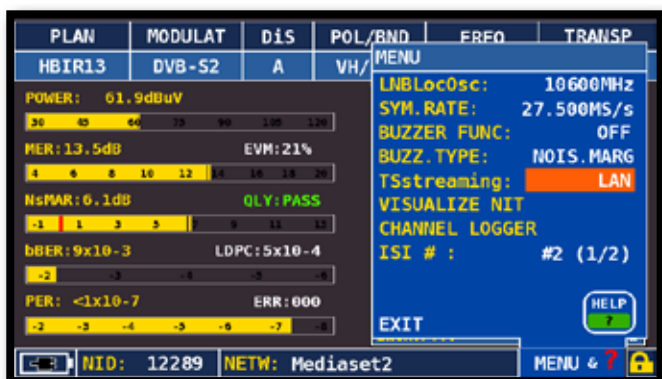 PLAN MODULAT DiS POL/BND FREQ TRANSP
HBIR13 DVB-S2 A VH/
MENU
LNBLocOsc: 10600MHz
SYM.RATE: 27.500MS/s
BUZZER FUNC: OFF
BUZZ.TYPE: NOIS.MARG
TSstreaming: LAN
VISUALIZE NIT
CHANNEL LOGGER
ISI # : #2 (1/2)
HELP
?
EXIT
POWER: 61.9dBuV
30 45 60 75 90 105 120
MER:13.5dB EVM:21%
4 6 8 10 12 14 16 18 20
NsMAR:6.1dB QLY:PASS
-1 1 3 5 7 9 11 13
bBER:9x10-3 LDPC:5x10-4
-2 -3 -4 -5 -6
PER: <1x10-7 ERR:000
-2 -3 -4 -5 -6 -7 -8
NID: 12289 NETW: Mediaset2 MENU & ?